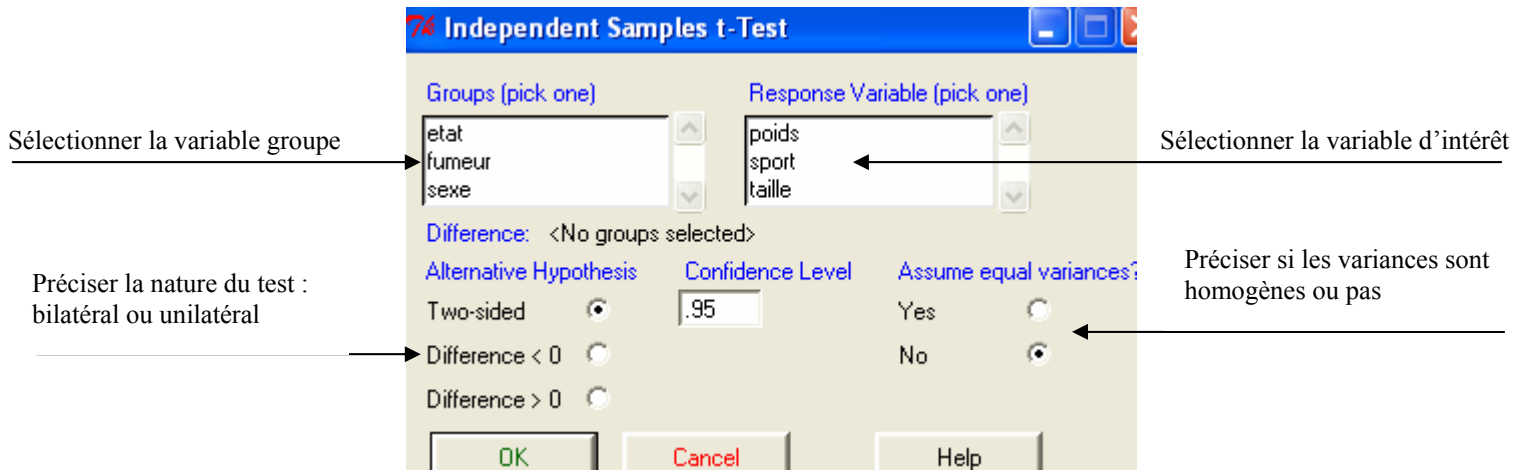 Independent Samples t-Test
Groups (pick one)
Response Variable (pick one)
Sélectionner la variable groupe
etat
fumeur
sexe
poids
sport
taille
Sélectionner la variable d’intérêt
Difference: <No groups selected>
Préciser la nature du test :
bilatéral ou unilatéral
Alternative Hypothesis
Two-sided
Difference < 0
Difference > 0
Confidence Level
.95
Assume equal variances?
Yes
No
Préciser si les variances sont
homogènes ou pas
OK
Cancel
Help